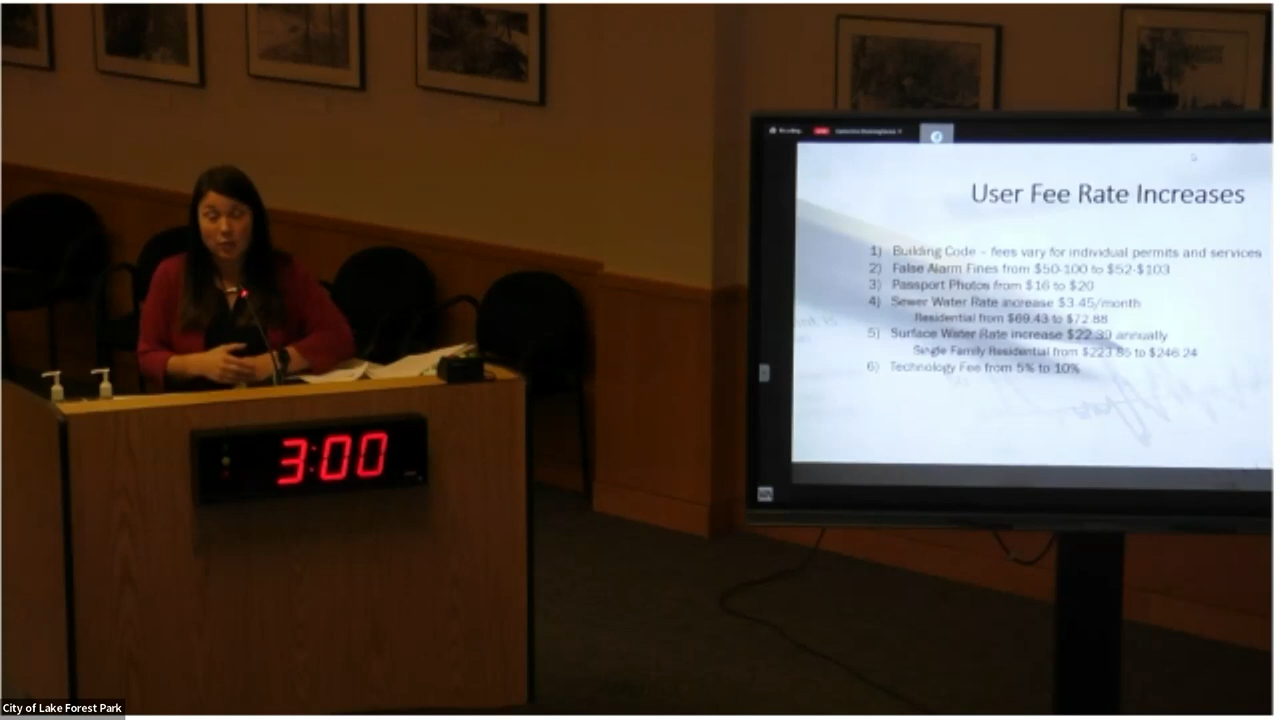 User Fee Rate Increases
1) Building Code – fees vary for individual permits and services
2) False Alarm Fines from $50-100 to $52-$103
3) Passport Photos from $16 to $20
4) Sewer Water Rate increase $3.45/month
Residential from $69.43 to $72.88
5) Surface Water Rate increase $22.39 annually
Single Family Residential from $223.85 to $246.24
6) Technology Fee from 5% to 10%
3:00
City of Lake Forest Park